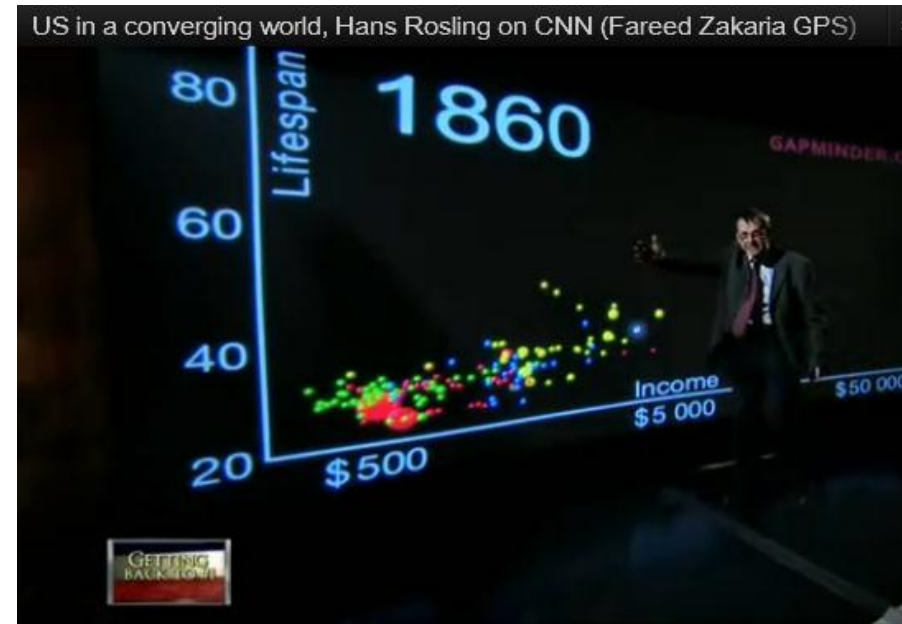 US in a converging world, Hans Rosling on CNN (Fareed Zakaria GPS)
80
Lifespan
1860
GAPMINDER.
60
40
Income
$5 000
$50 000
20
$500
GETTING
BACK TO #1